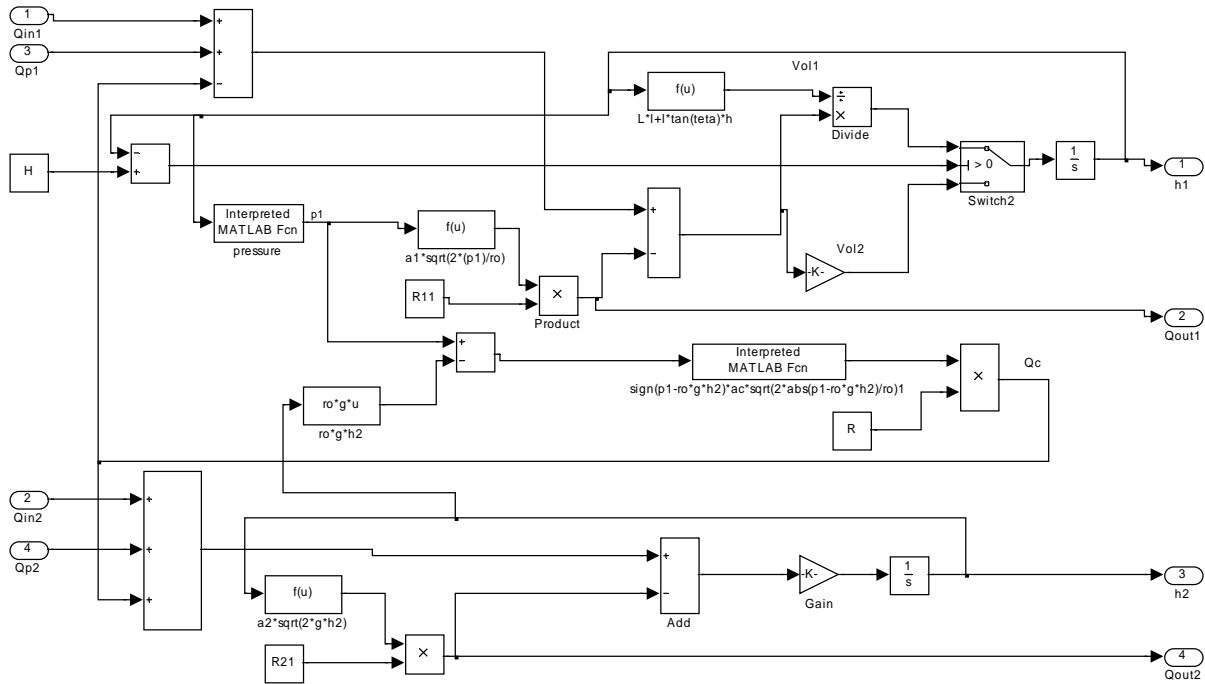 1
Qin1
3
Qp1
+
+
−
Vol1
f(u)
L*l+l*tan(teta)*h
÷
×
Divide
H
−
+
> 0
Switch2
1
s
1
h1
Interpreted
MATLAB Fcn
pressure
p1
f(u)
a1*sqrt(2*(p1)/ro)
+
−
Vol2
-K-
R11
×
Product
2
Qout1
+
−
Interpreted
MATLAB Fcn
sign(p1-ro*g*h2)*ac*sqrt(2*abs(p1-ro*g*h2)/ro)1
×
Qc
ro*g*u
ro*g*h2
R
2
Qin2
4
Qp2
+
+
+
+
−
Add
-K-
Gain
1
s
3
h2
f(u)
a2*sqrt(2*g*h2)
R21
×
4
Qout2